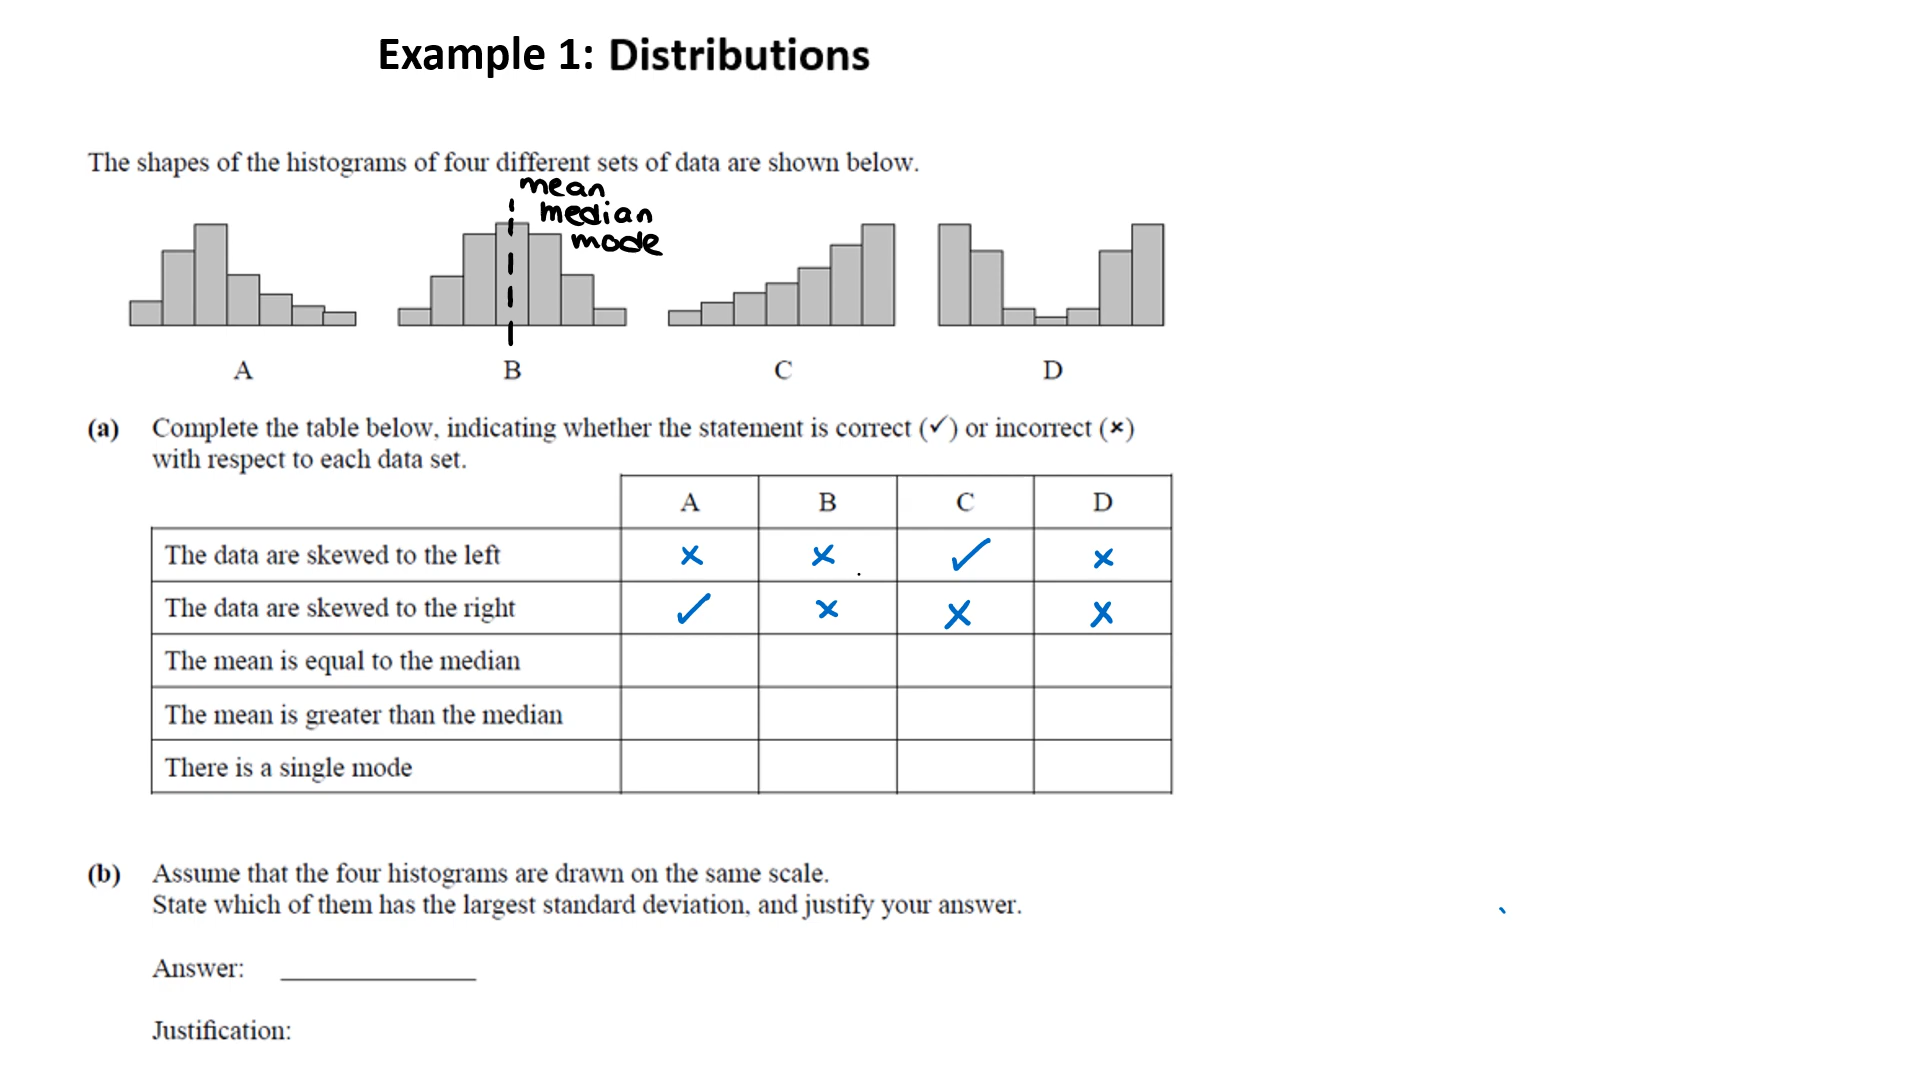 Example 1: Distributions
The shapes of the histograms of four different sets of data are shown below.
mean
median
mode
A B C D
(a) Complete the table below, indicating whether the statement is correct (✓) or incorrect (×)
with respect to each data set.
A B C D
The data are skewed to the left × × ✓ ×
The data are skewed to the right ✓ × × ×
The mean is equal to the median
The mean is greater than the median
There is a single mode
(b) Assume that the four histograms are drawn on the same scale.
State which of them has the largest standard deviation, and justify your answer.
Answer:
Justification: